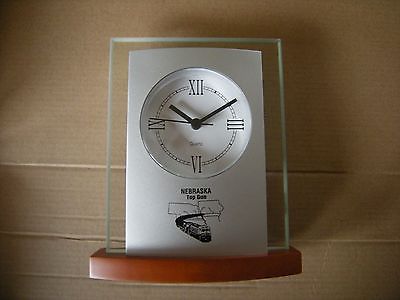 XII
IX
III
Quartz
VI
NEBRASKA
Top Gun